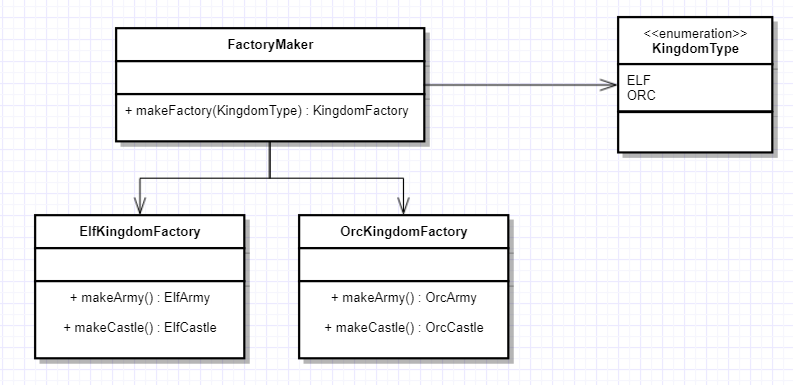 FactoryMaker
+ makeFactory(KingdomType) : KingdomFactory
<<enumeration>>
KingdomType
ELF
ORC
ElfKingdomFactory
+ makeArmy() : ElfArmy
+ makeCastle() : ElfCastle
OrcKingdomFactory
+ makeArmy() : OrcArmy
+ makeCastle() : OrcCastle